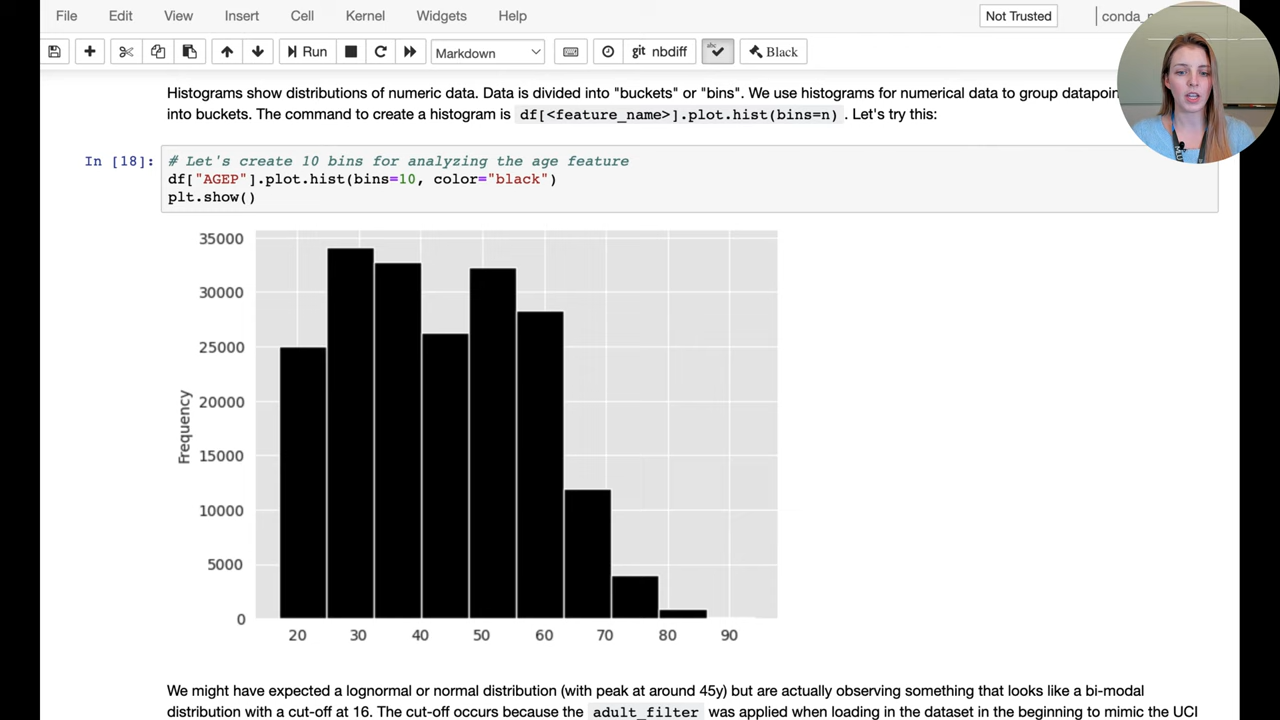 File Edit View Insert Cell Kernel Widgets Help Not Trusted
Run Markdown git nbdiff abc Black
Histograms show distributions of numeric data. Data is divided into "buckets" or "bins". We use histograms for numerical data to group
into buckets. The command to create a histogram is df[<feature_name>].plot.hist(bins=n) . Let's try this:
In [18]: # Let's create 10 bins for analyzing the age feature
df["AGEP"].plot.hist(bins=10, color="black")
plt.show()
35000
30000
25000
20000
15000
10000
5000
0
Frequency
20 30 40 50 60 70 80 90
We might have expected a lognormal or normal distribution (with peak at around 45y) but are actually observing something that looks like a bi-modal
distribution with a cut-off at 16. The cut-off occurs because the adult_filter was applied when loading in the dataset in the beginning to mimic the UCI